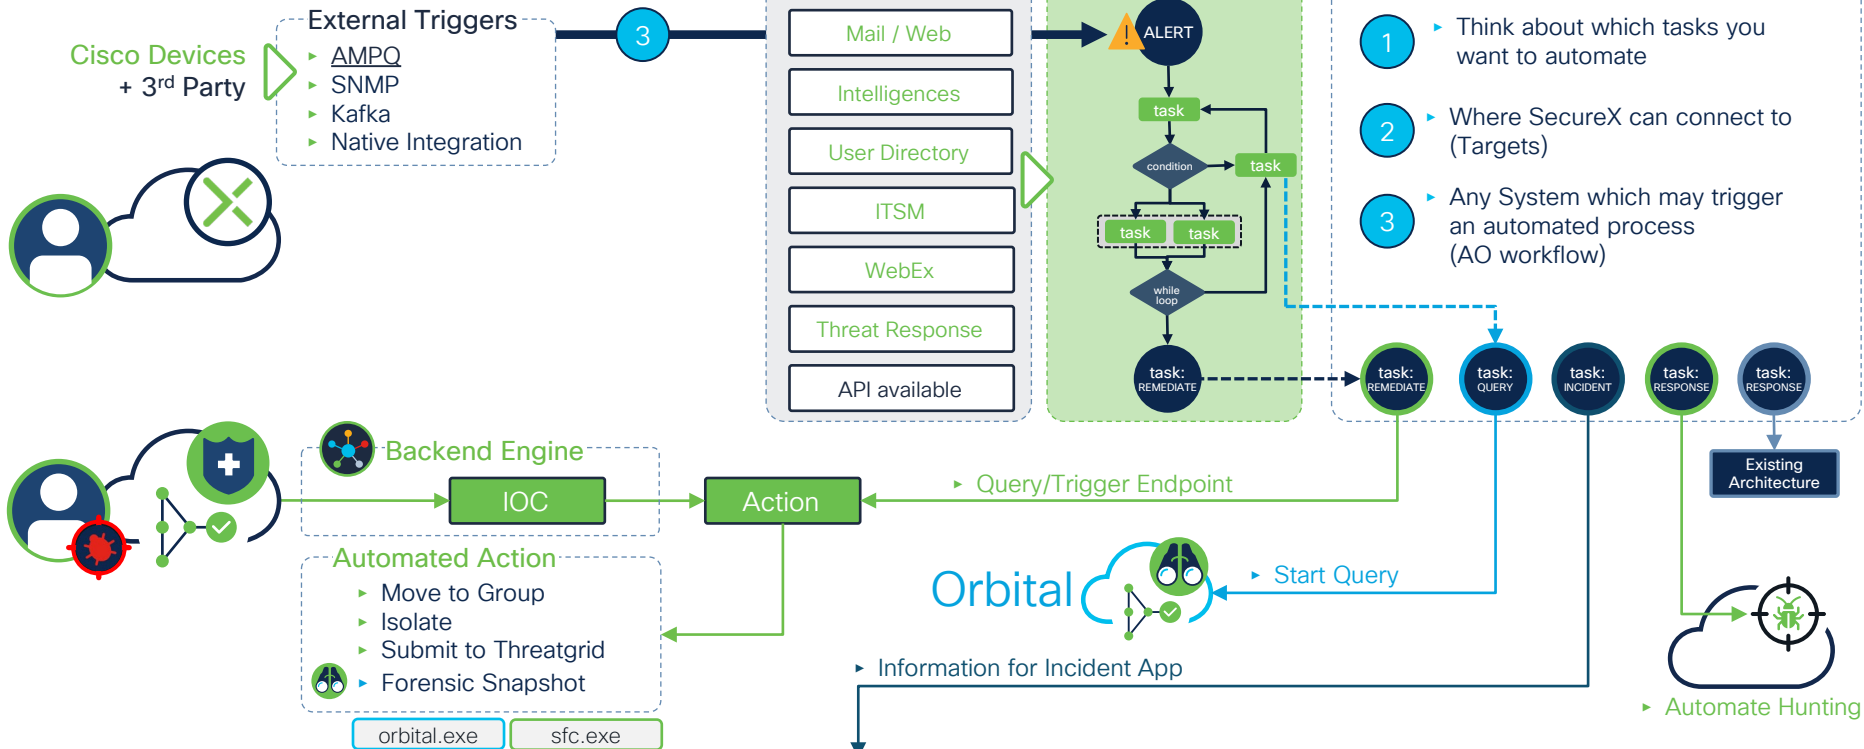 External Triggers
Cisco Devices
+ 3rd Party
▸ AMPQ
▸ SNMP
▸ Kafka
▸ Native Integration
3
Mail / Web
Intelligences
User Directory
ITSM
WebEx
Threat Response
API available
ALERT
task
condition
task
task
task
while
loop
task:
REMEDIATE
1
▸ Think about which tasks you
want to automate
2
▸ Where SecureX can connect to
(Targets)
3
▸ Any System which may trigger
an automated process
(AO workflow)
task:
REMEDIATE
task:
QUERY
task:
INCIDENT
task:
RESPONSE
task:
RESPONSE
Existing
Architecture
Backend Engine
IOC
Action
▸ Query/Trigger Endpoint
Automated Action
▸ Move to Group
▸ Isolate
▸ Submit to Threatgrid
▸ Forensic Snapshot
orbital.exe
sfc.exe
Orbital
▸ Start Query
▸ Information for Incident App
▸ Automate Hunting